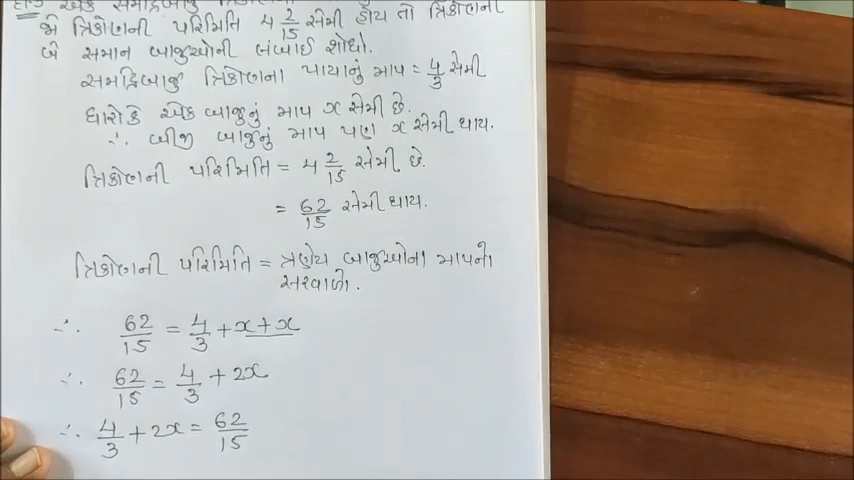 દા.ત એક સમદ્વિબાજુ
જો ત્રિકોણની પરિમિતિ 4 2/15 સેમી હોય તો ત્રિકોણની
બે સમાન બાજુઓની લંબાઈ શોધો.
સમદ્વિબાજુ ત્રિકોણના પાયાનું માપ = 4/3 સેમી
ધારોકે એક બાજુનું માપ x સેમી છે.
∴ બીજી બાજુનું માપ પણ x સેમી થાય.
ત્રિકોણની પરિમિતિ = 4 2/15 સેમી છે.
= 62/15 સેમી થાય.
ત્રિકોણની પરિમિતિ = ત્રણેય બાજુઓના માપનો
સરવાળો.
∴ 62/15 = 4/3 + x + x
∴ 62/15 = 4/3 + 2x
∴ 4/3 + 2x = 62/15